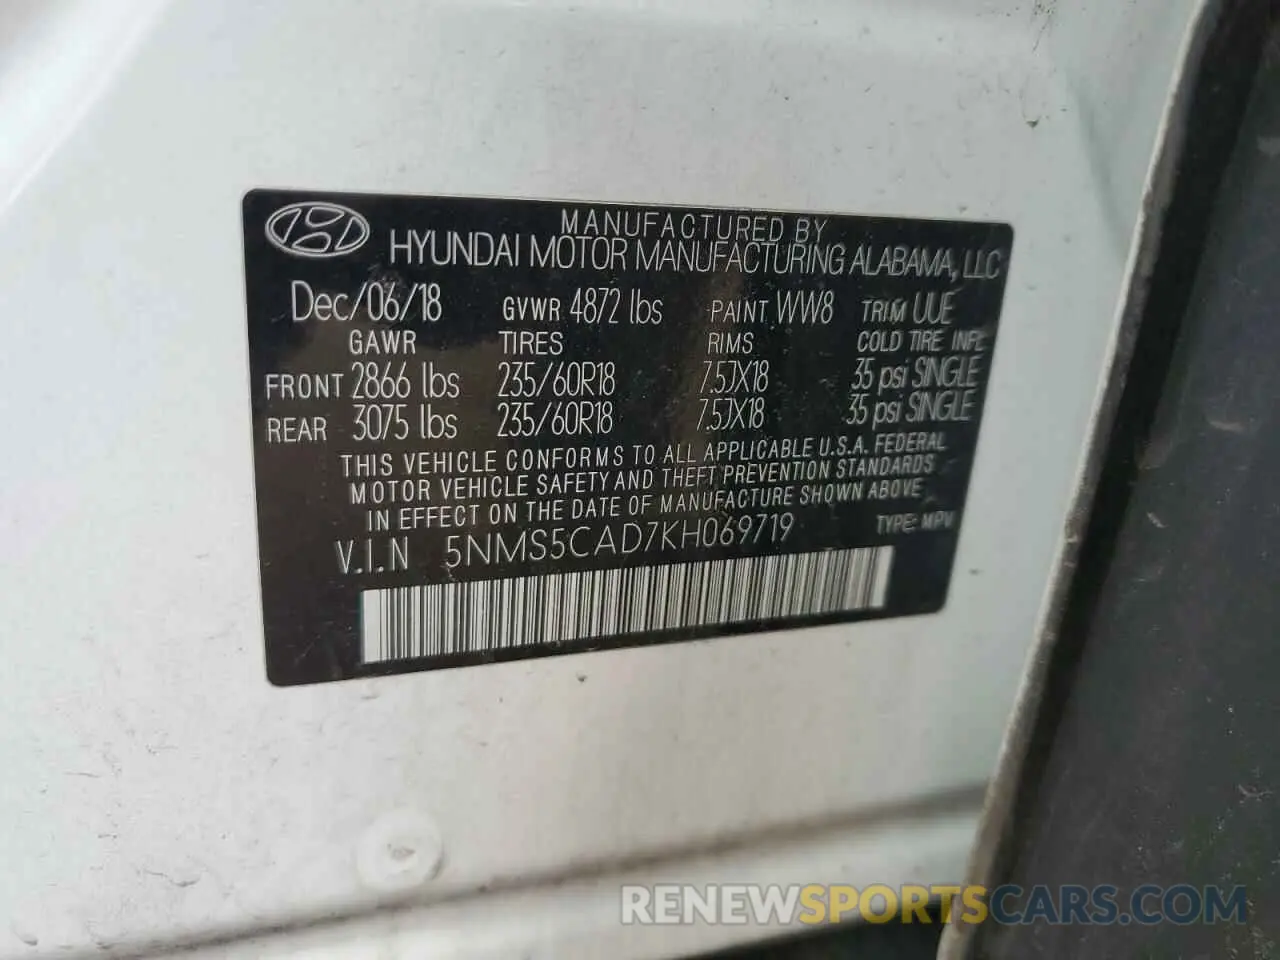 MANUFACTURED BY
HYUNDAI MOTOR MANUFACTURING ALABAMA, LLC
Dec/06/18 GVWR 4872 lbs PAINT WW8 TRIM UUE
GAWR TIRES RIMS COLD TIRE INFL
FRONT 2866 lbs 235/60R18 7.5JX18 35 psi SINGLE
REAR 3075 lbs 235/60R18 7.5JX18 35 psi SINGLE
THIS VEHICLE CONFORMS TO ALL APPLICABLE U.S.A. FEDERAL
MOTOR VEHICLE SAFETY AND THEFT PREVENTION STANDARDS
IN EFFECT ON THE DATE OF MANUFACTURE SHOWN ABOVE
V.I.N 5NMS5CAD7KH069719 TYPE: MPV
RENEWSPORTSCARS.COM